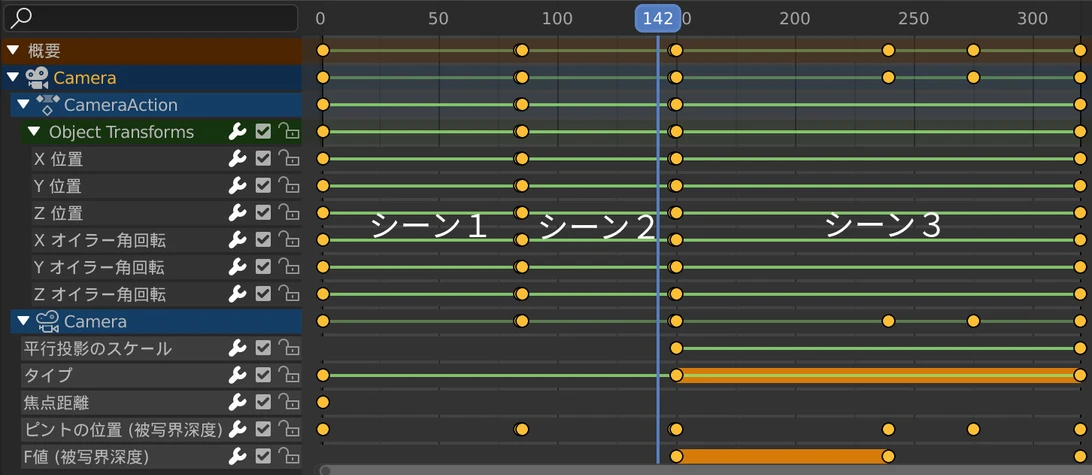 0 50 100 142 0 200 250 300
概要
Camera
CameraAction
Object Transforms
X 位置
Y 位置
Z 位置
シーン１ シーン２ シーン３
X オイラー角回転
Y オイラー角回転
Z オイラー角回転
Camera
平行投影のスケール
タイプ
焦点距離
ピントの位置 (被写界深度)
F値 (被写界深度)